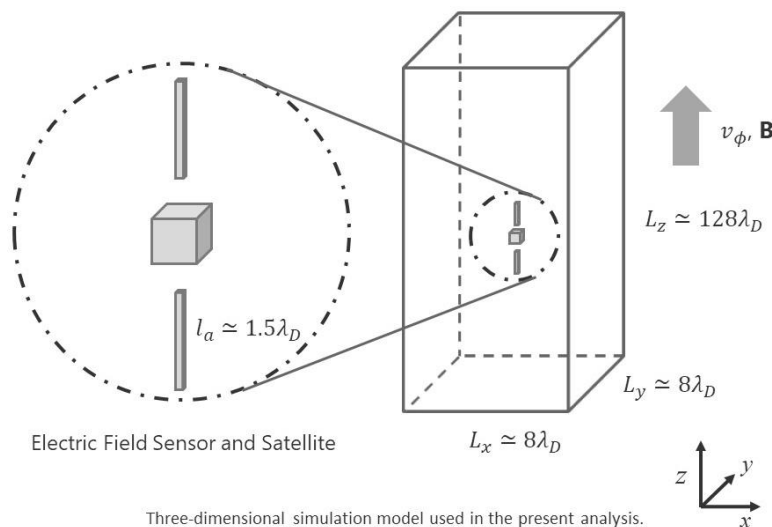 v_ϕ, B
L_z ≃ 128λ_D
l_a ≃ 1.5λ_D
L_y ≃ 8λ_D
Electric Field Sensor and Satellite
L_x ≃ 8λ_D
z
y
x
Three-dimensional simulation model used in the present analysis.